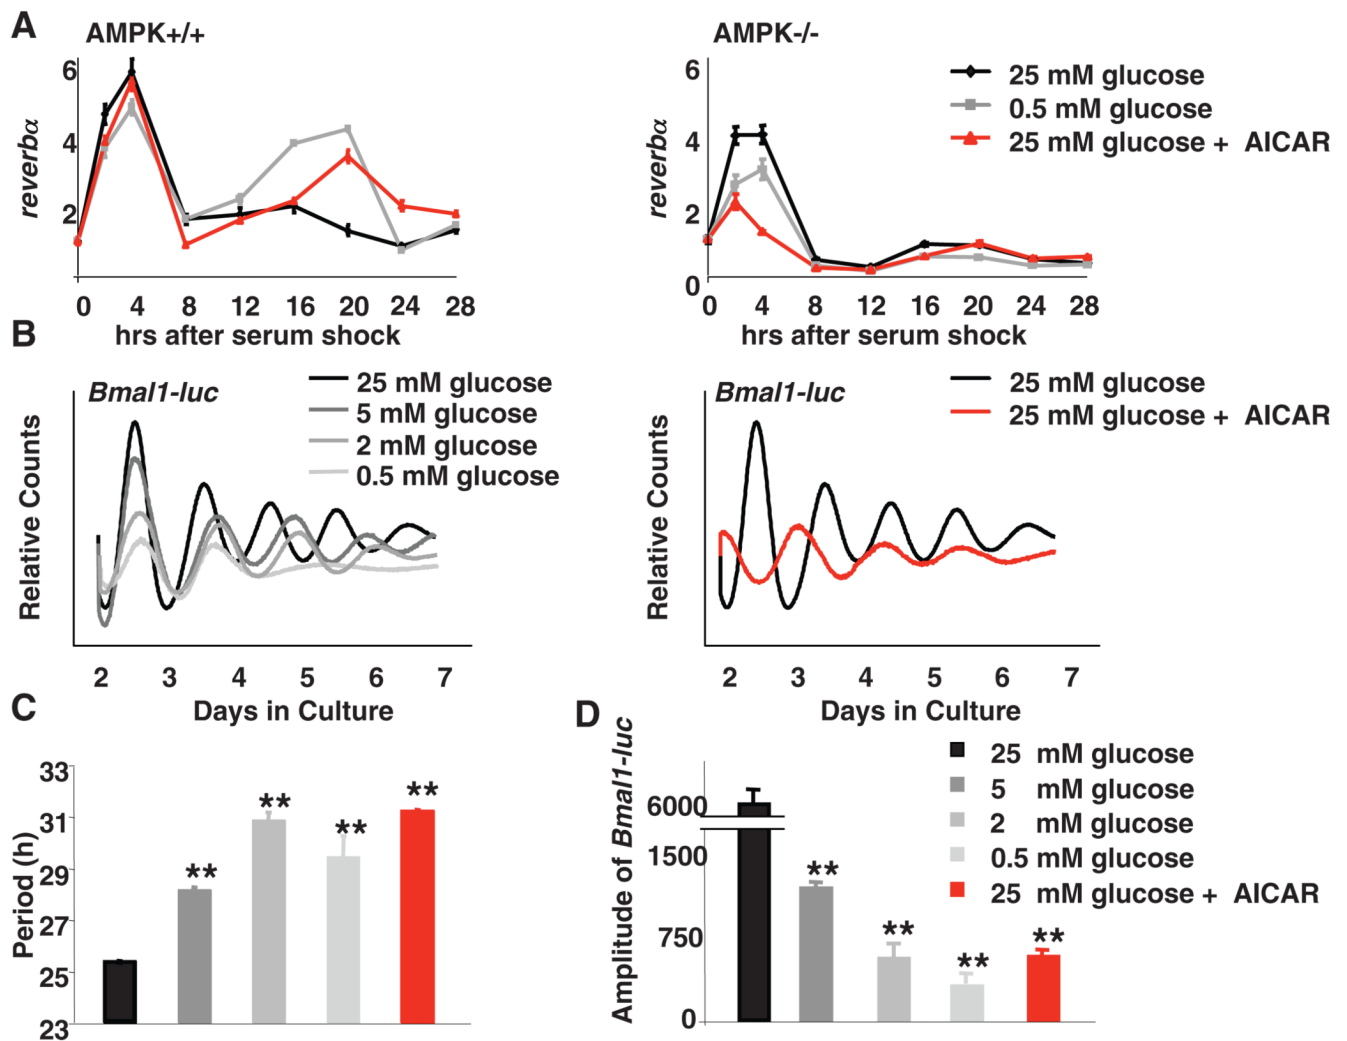 A
AMPK+/+
AMPK-/-
6
4
2
reverbα
0 4 8 12 16 20 24 28
hrs after serum shock
6
4
2
0
reverbα
0 4 8 12 16 20 24 28
hrs after serum shock
25 mM glucose
0.5 mM glucose
25 mM glucose + AICAR
B
Bmal1-luc
25 mM glucose
5 mM glucose
2 mM glucose
0.5 mM glucose
Relative Counts
2 3 4 5 6 7
Days in Culture
Bmal1-luc
25 mM glucose
25 mM glucose + AICAR
Relative Counts
2 3 4 5 6 7
Days in Culture
C
33
31
29
27
25
23
Period (h)
**
**
**
**
D
Amplitude of Bmal1-luc
6000
1500
750
0
**
**
**
**
25 mM glucose
5 mM glucose
2 mM glucose
0.5 mM glucose
25 mM glucose + AICAR